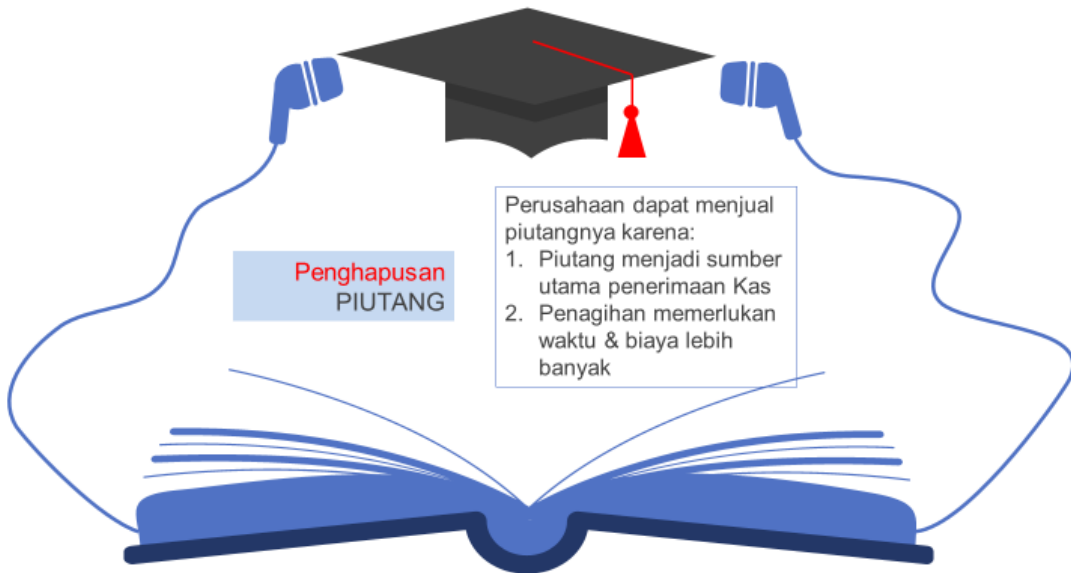 Penghapusan
PIUTANG
Perusahaan dapat menjual
piutangnya karena:
1. Piutang menjadi sumber
utama penerimaan Kas
2. Penagihan memerlukan
waktu & biaya lebih
banyak